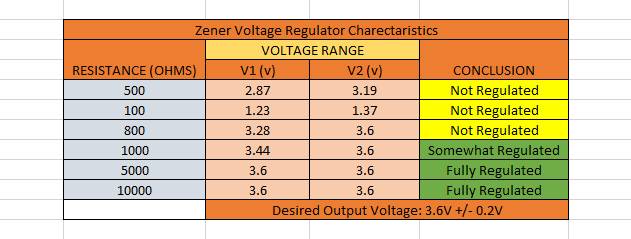 Zener Voltage Regulator Charectaristics
VOLTAGE RANGE
RESISTANCE (OHMS) V1 (v) V2 (v) CONCLUSION
500 2.87 3.19 Not Regulated
100 1.23 1.37 Not Regulated
800 3.28 3.6 Not Regulated
1000 3.44 3.6 Somewhat Regulated
5000 3.6 3.6 Fully Regulated
10000 3.6 3.6 Fully Regulated
Desired Output Voltage: 3.6V +/- 0.2V